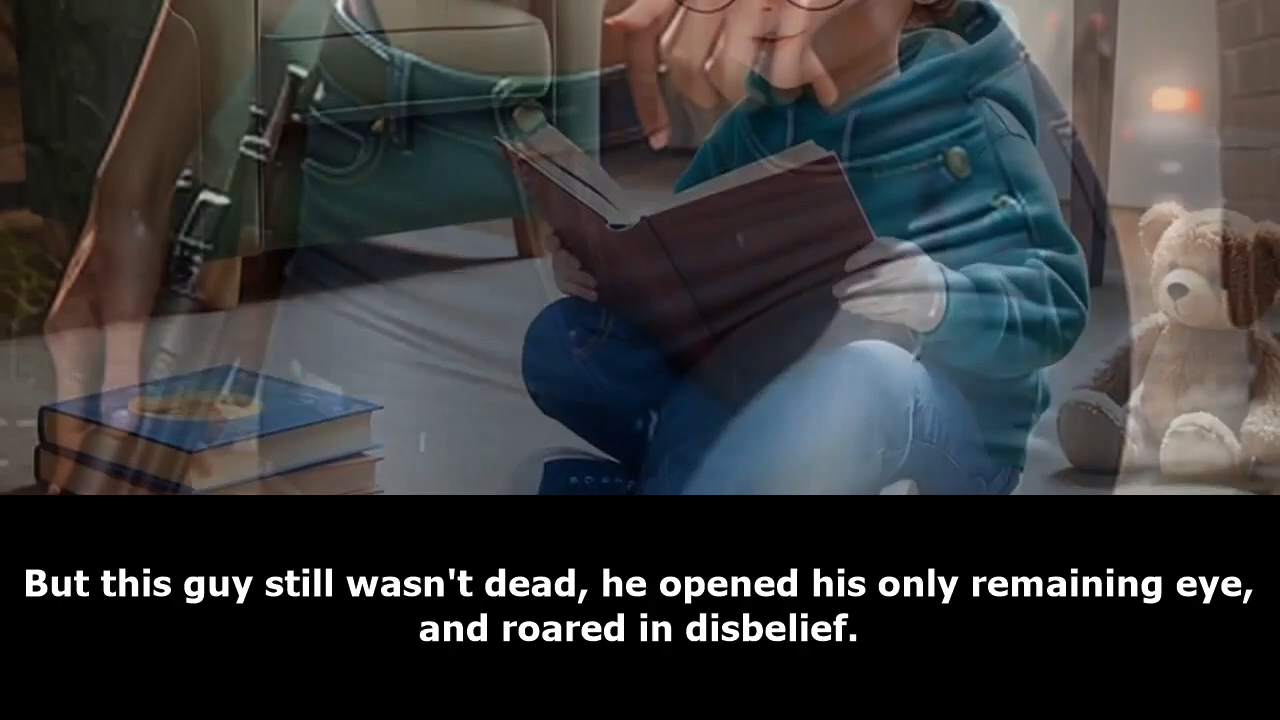 But this guy still wasn't dead, he opened his only remaining eye,
and roared in disbelief.